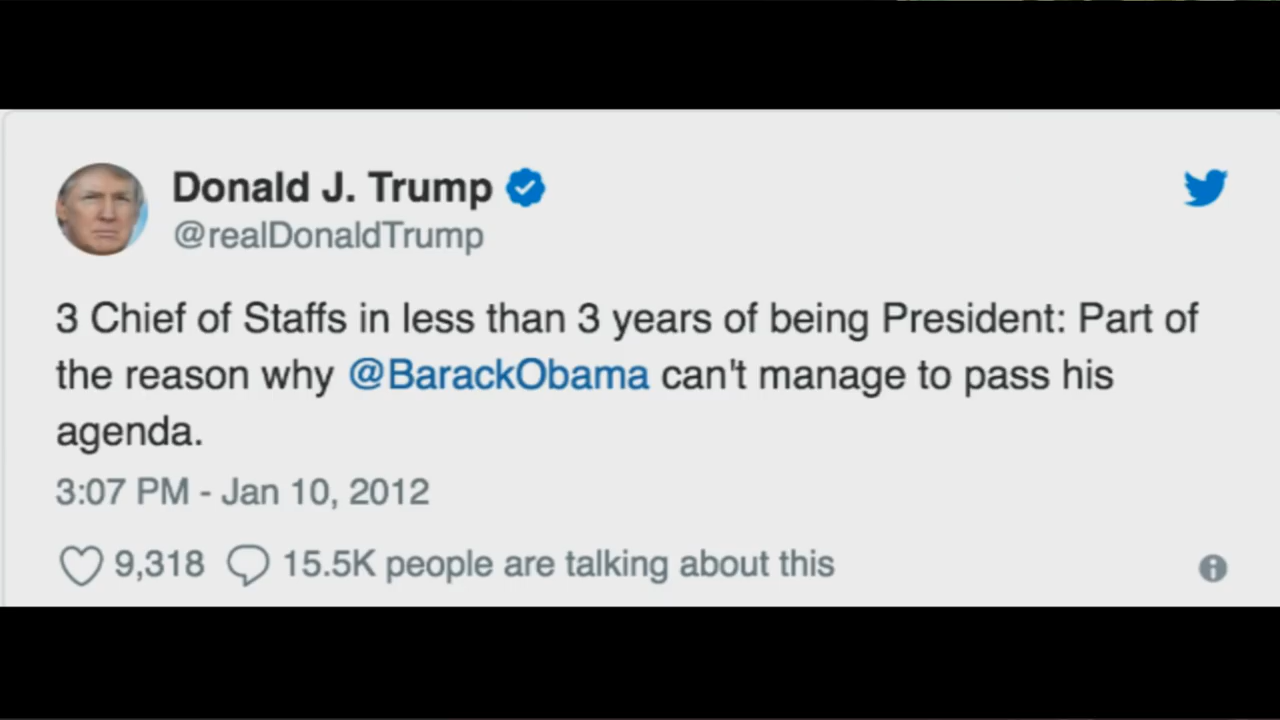 Donald J. Trump
@realDonaldTrump
3 Chief of Staffs in less than 3 years of being President: Part of
the reason why @BarackObama can't manage to pass his
agenda.
3:07 PM - Jan 10, 2012
9,318 15.5K people are talking about this